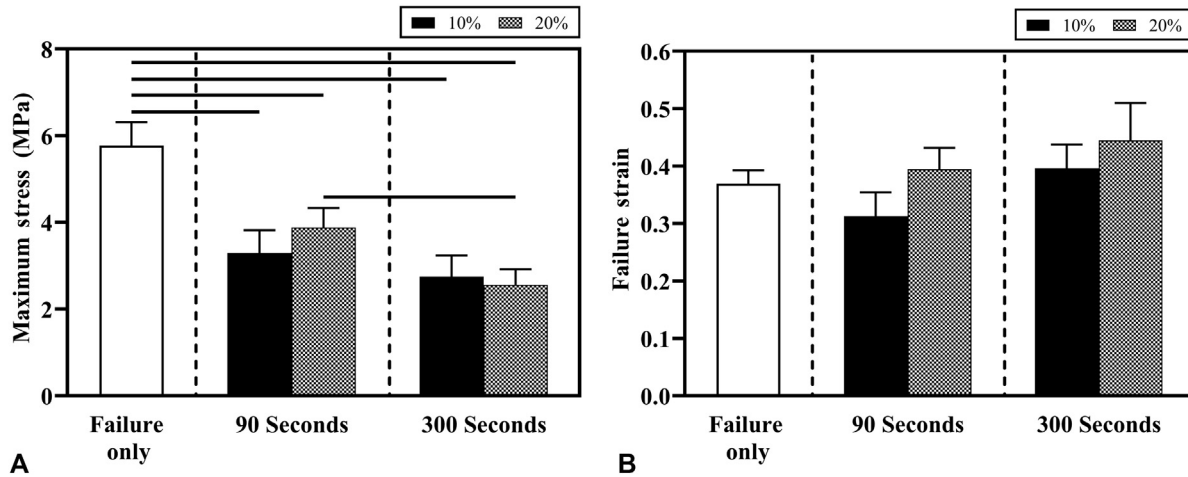 10% 20%
Maximum stress (MPa)
8
6
4
2
0
Failure
only
90 Seconds
300 Seconds
A
10% 20%
Failure strain
0.6
0.5
0.4
0.3
0.2
0.1
0.0
Failure
only
90 Seconds
300 Seconds
B